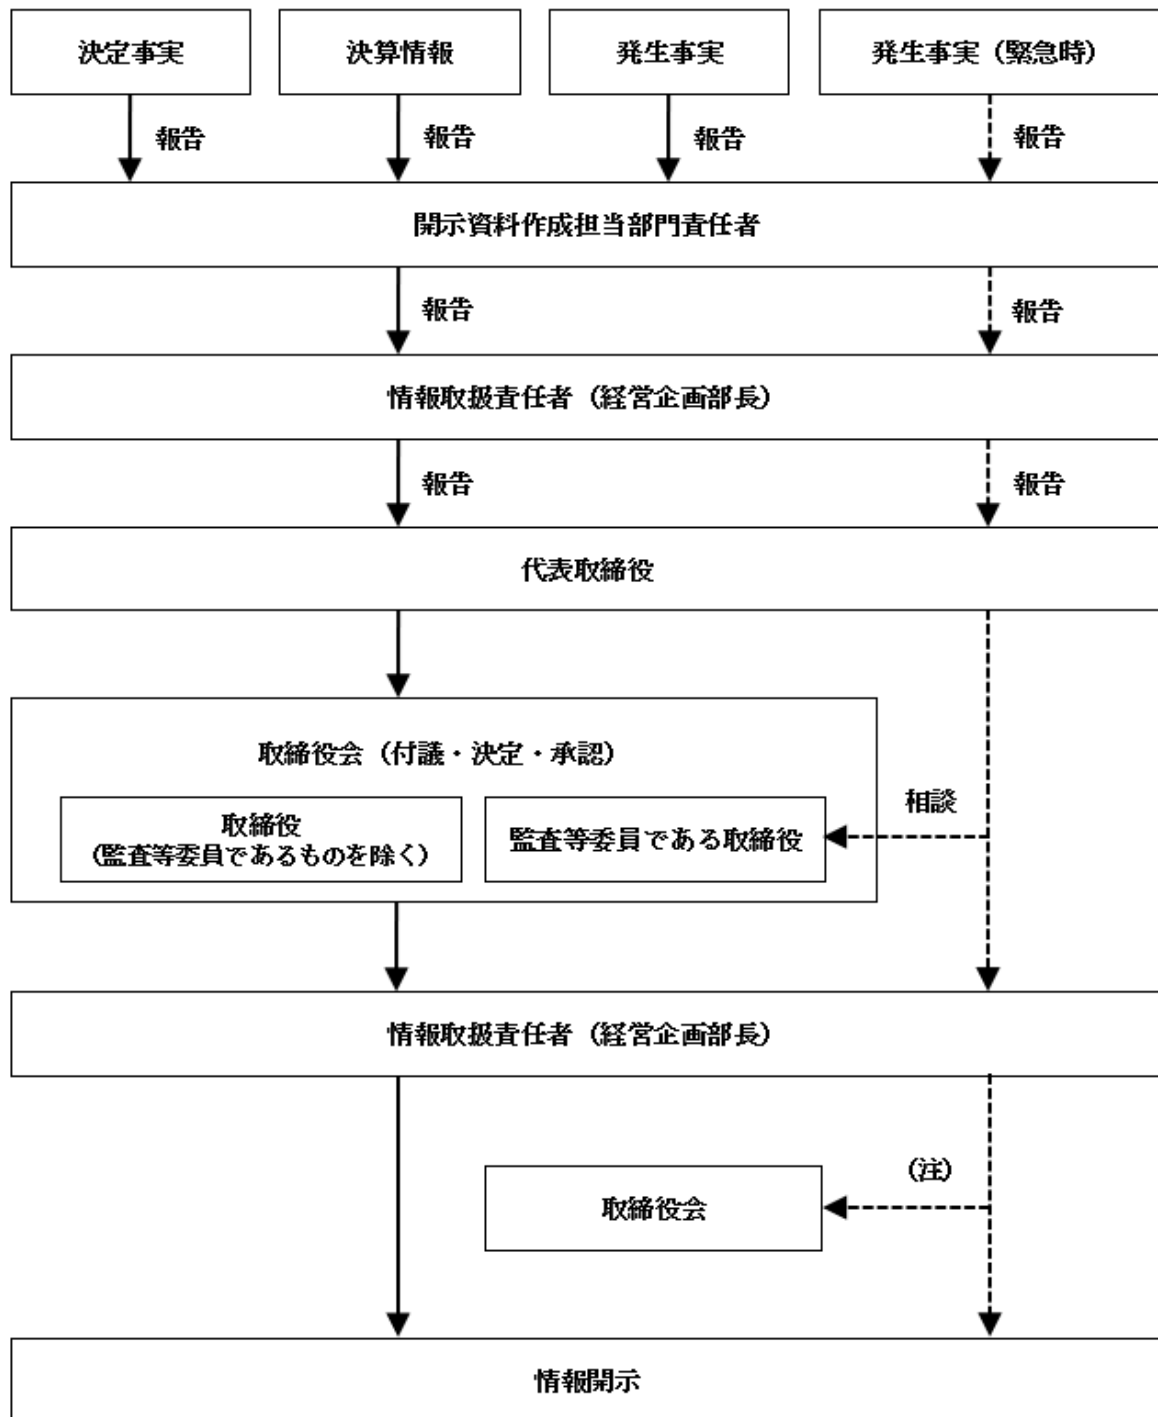 決定事実
決算情報
発生事実
発生事実（緊急時）
報告
報告
報告
報告
開示資料作成担当部門責任者
報告
報告
情報取扱責任者（経営企画部長）
報告
報告
代表取締役
取締役会（付議・決定・承認）
相談
取締役
（監査等委員であるものを除く）
監査等委員である取締役
情報取扱責任者（経営企画部長）
（注）
取締役会
情報開示